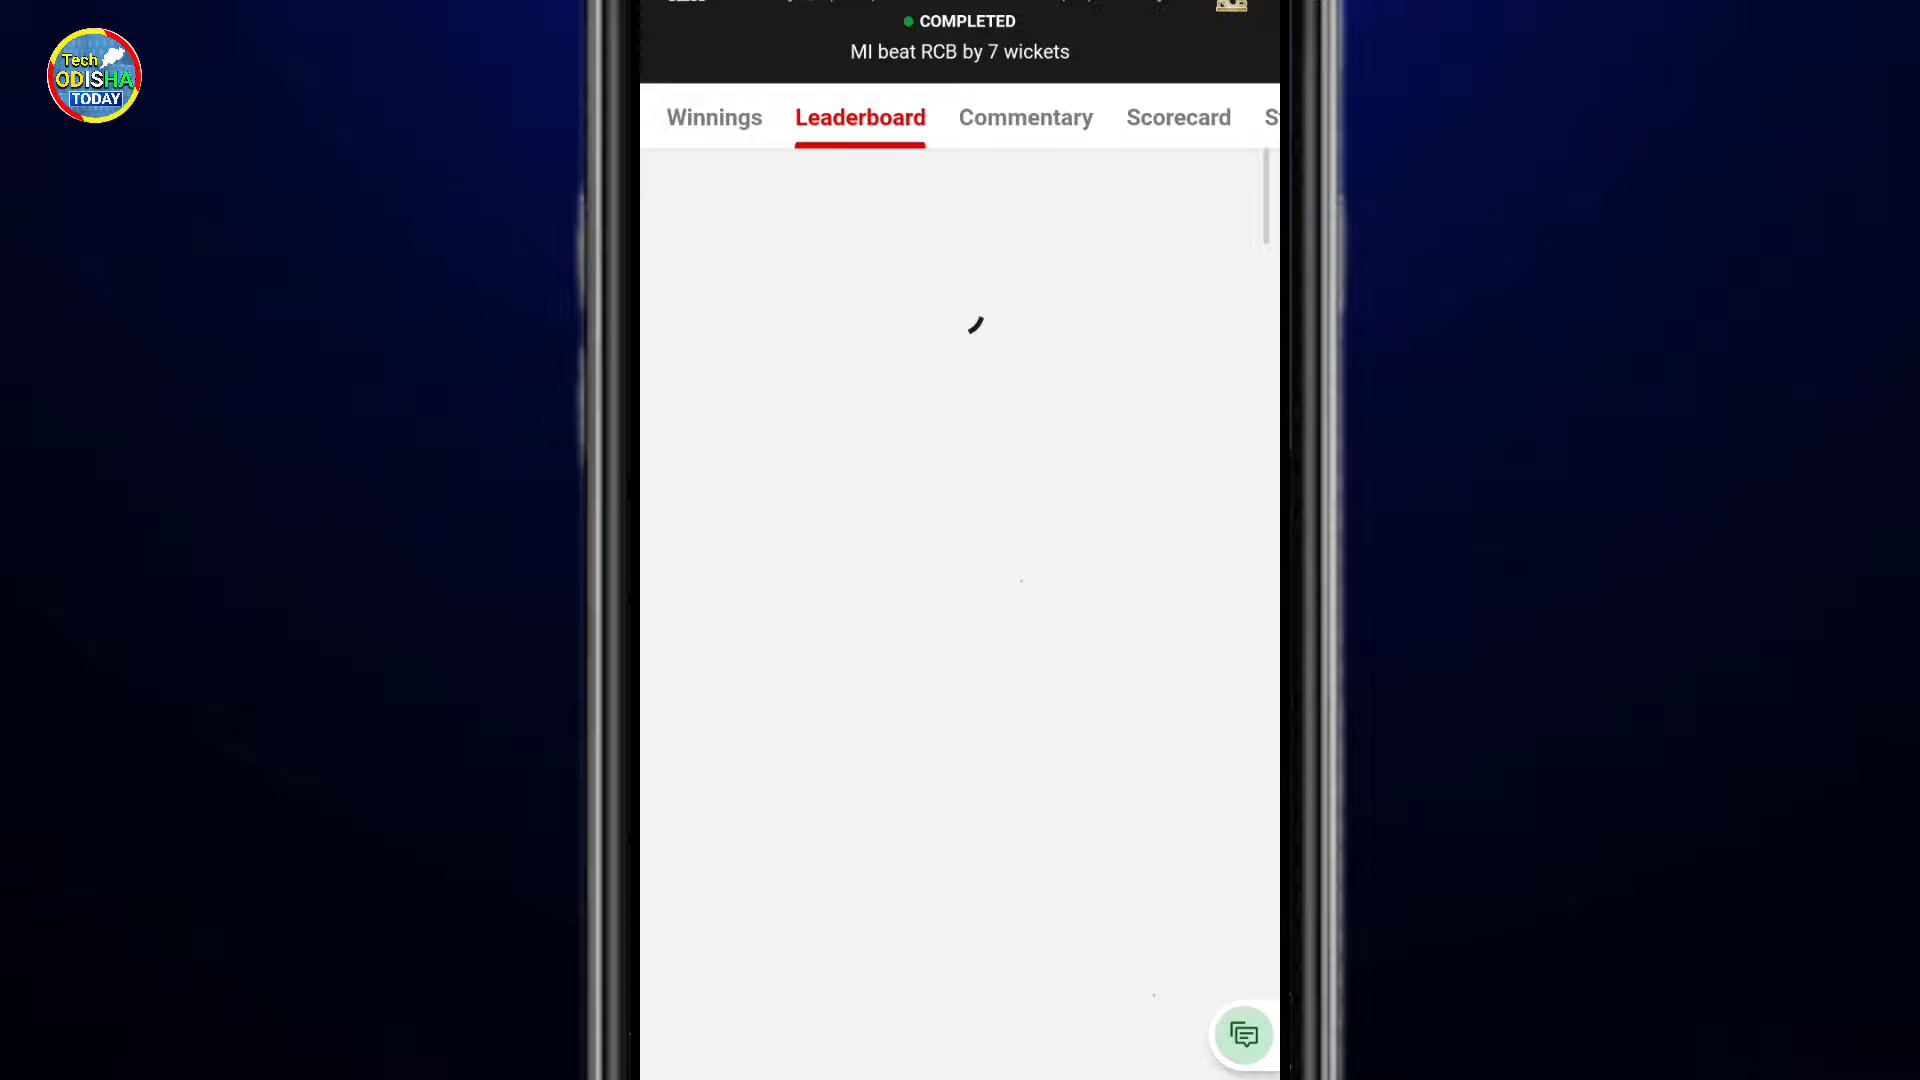 Tech
ODISHA
TODAY
COMPLETED
MI beat RCB by 7 wickets
Winnings Leaderboard Commentary Scorecard